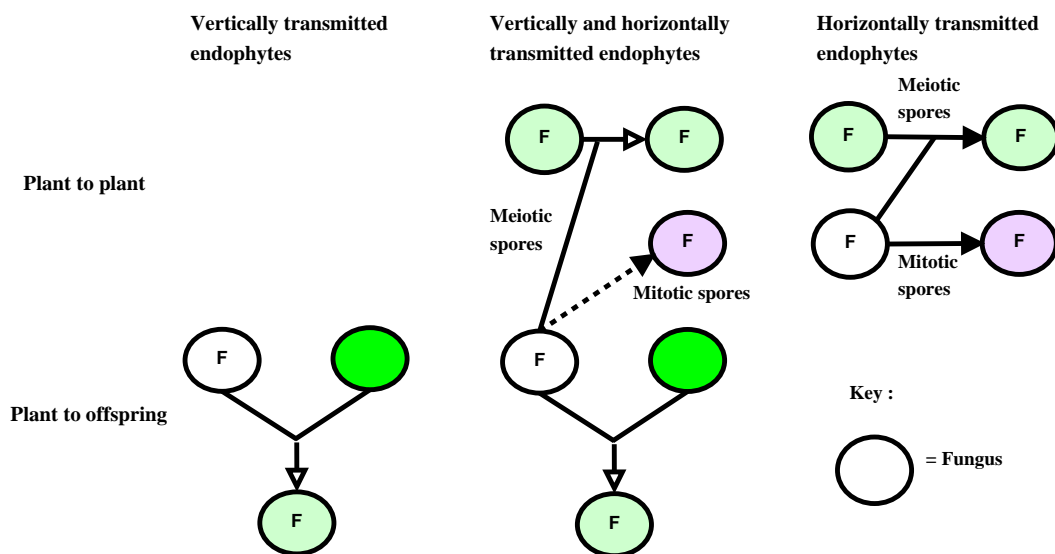 Vertically transmitted
endophytes
Vertically and horizontally
transmitted endophytes
Horizontally transmitted
endophytes
Plant to plant
F
F
Meiotic
spores
F
Mitotic spores
Meiotic
spores
F
F
F
F
Mitotic
spores
Plant to offspring
F
F
F
F
Key :
= Fungus